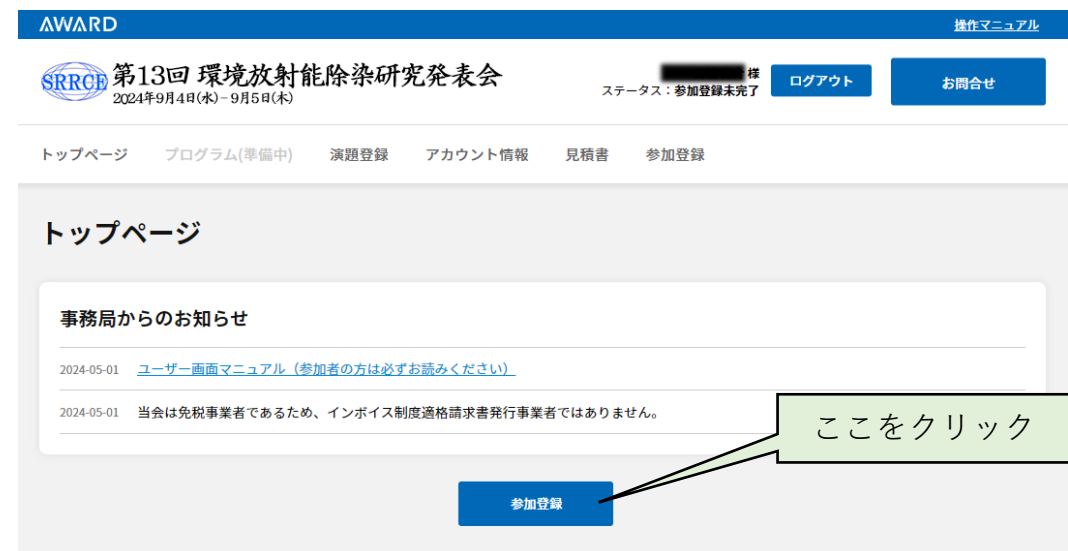 AWARD
操作マニュアル
SRRCE 第13回 環境放射能除染研究発表会
2024年9月4日(水)–9月5日(木)
様
ステータス：参加登録未完了
ログアウト
お問合せ
トップページ プログラム(準備中) 演題登録 アカウント情報 見積書 参加登録
トップページ
事務局からのお知らせ
2024-05-01 ユーザー画面マニュアル（参加者の方は必ずお読みください）
2024-05-01 当会は免税事業者であるため、インボイス制度適格請求書発行事業者ではありません。
ここをクリック
参加登録